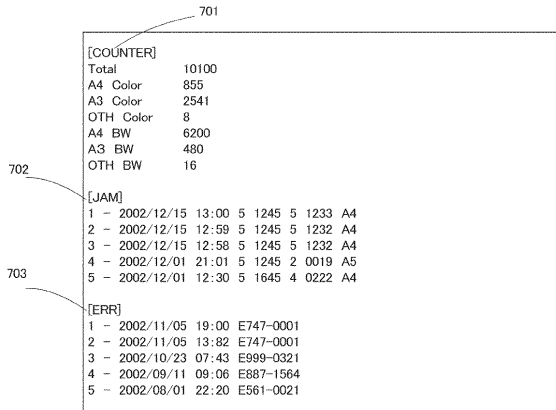 701
[COUNTER]
Total 10100
A4 Color 855
A3 Color 2541
OTH Color 8
A4 BW 6200
A3 BW 480
OTH BW 16
702
[JAM]
1 - 2002/12/15 13:00 5 1245 5 1233 A4
2 - 2002/12/15 12:59 5 1245 5 1232 A4
3 - 2002/12/15 12:58 5 1245 5 1232 A4
4 - 2002/12/01 21:01 5 1245 2 0019 A5
5 - 2002/12/01 12:30 5 1645 4 0222 A4
703
[ERR]
1 - 2002/11/05 19:00 E747-0001
2 - 2002/11/05 13:82 E747-0001
3 - 2002/10/23 07:43 E999-0321
4 - 2002/09/11 09:06 E887-1564
5 - 2002/08/01 22:20 E561-0021